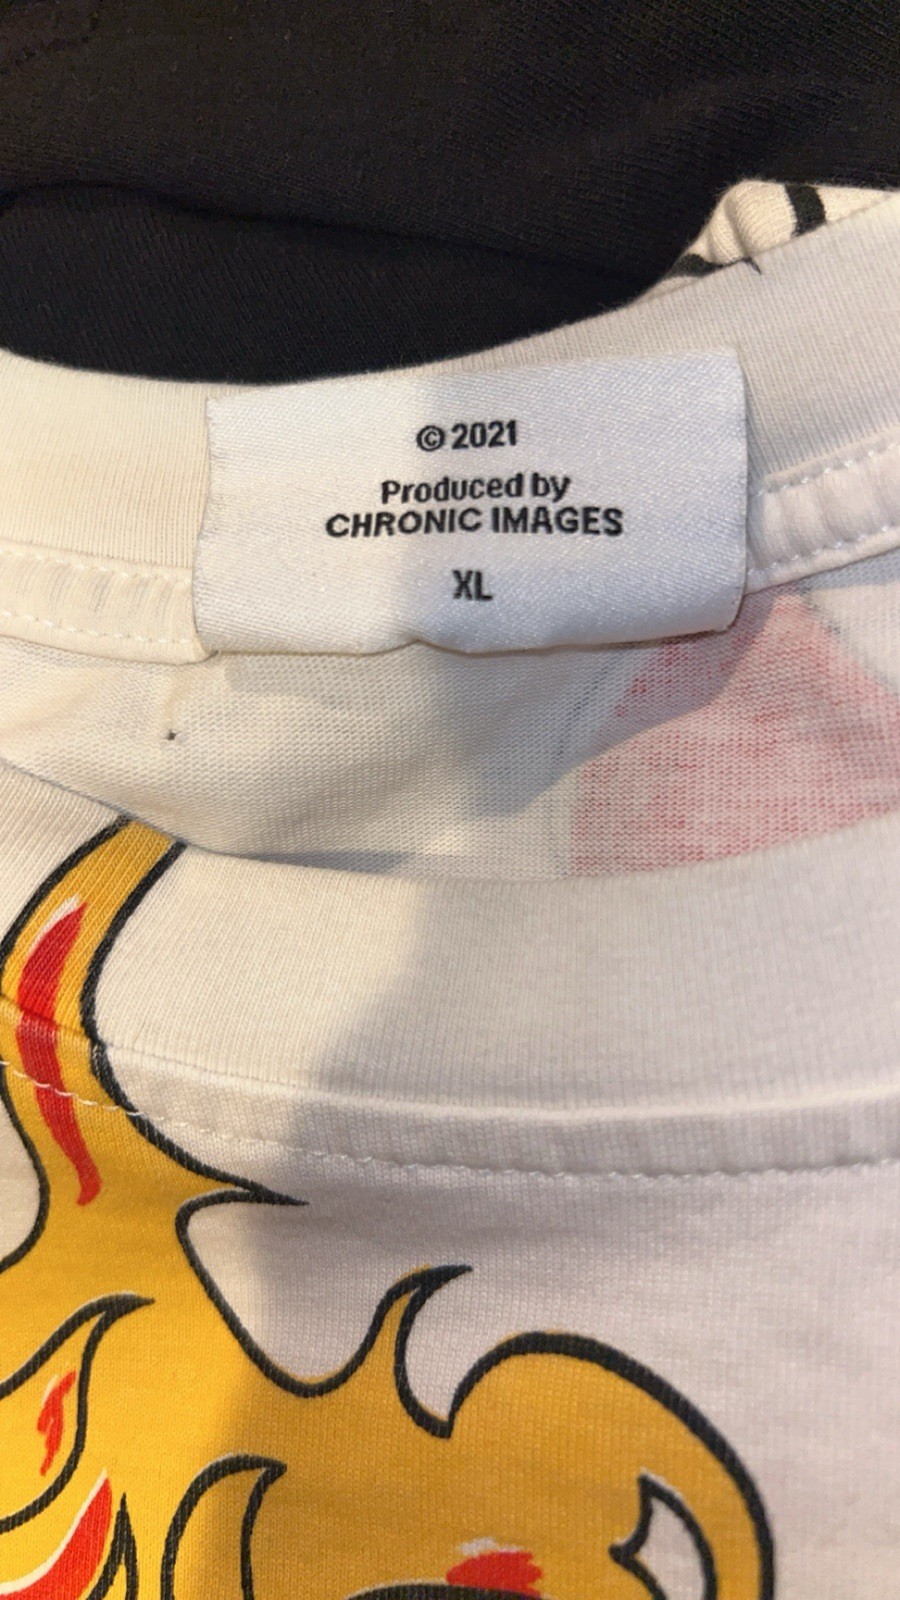 © 2021
Produced by
CHRONIC IMAGES
XL